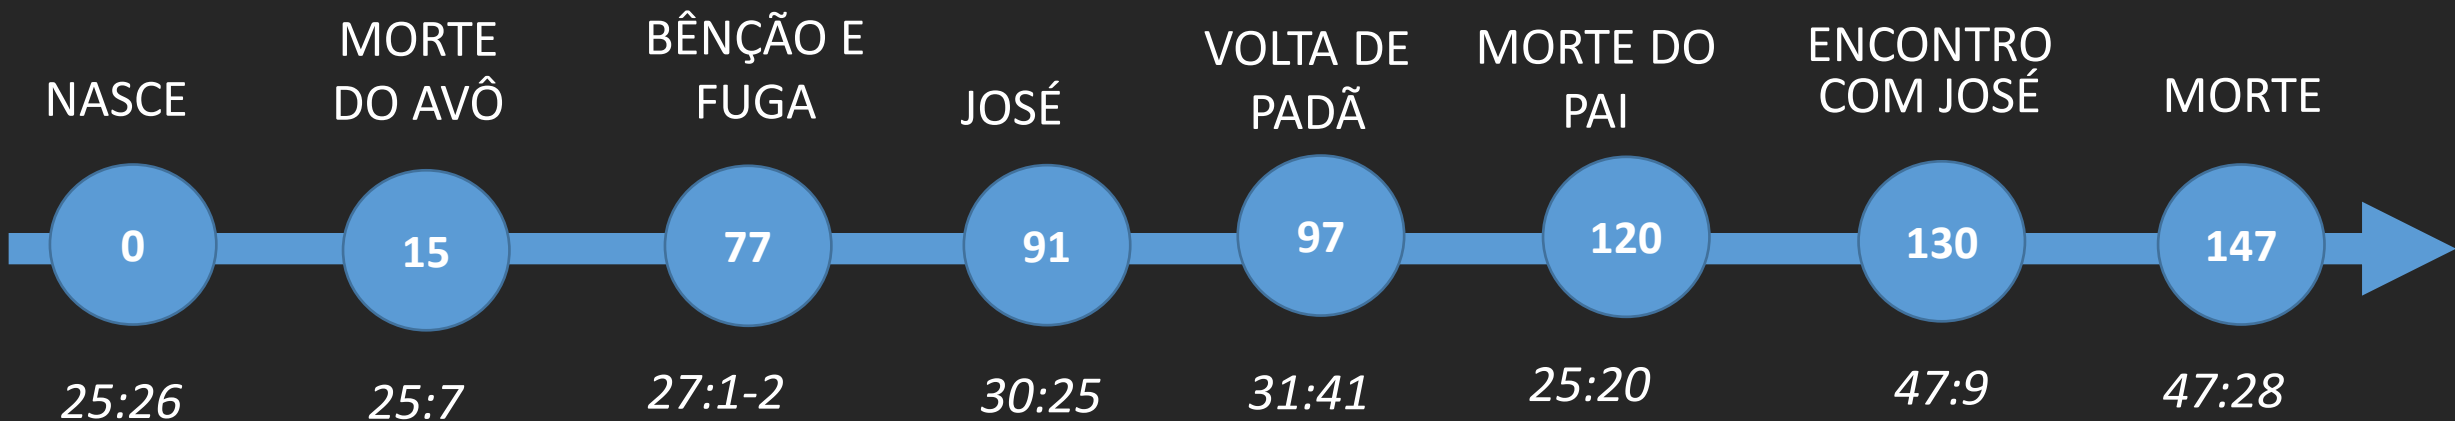 NASCE
MORTE
DO AVÔ
BÊNÇÃO E
FUGA
JOSÉ
VOLTA DE
PADÃ
MORTE DO
PAI
ENCONTRO
COM JOSÉ
MORTE
0
15
77
91
97
120
130
147
25:26
25:7
27:1-2
30:25
31:41
25:20
47:9
47:28